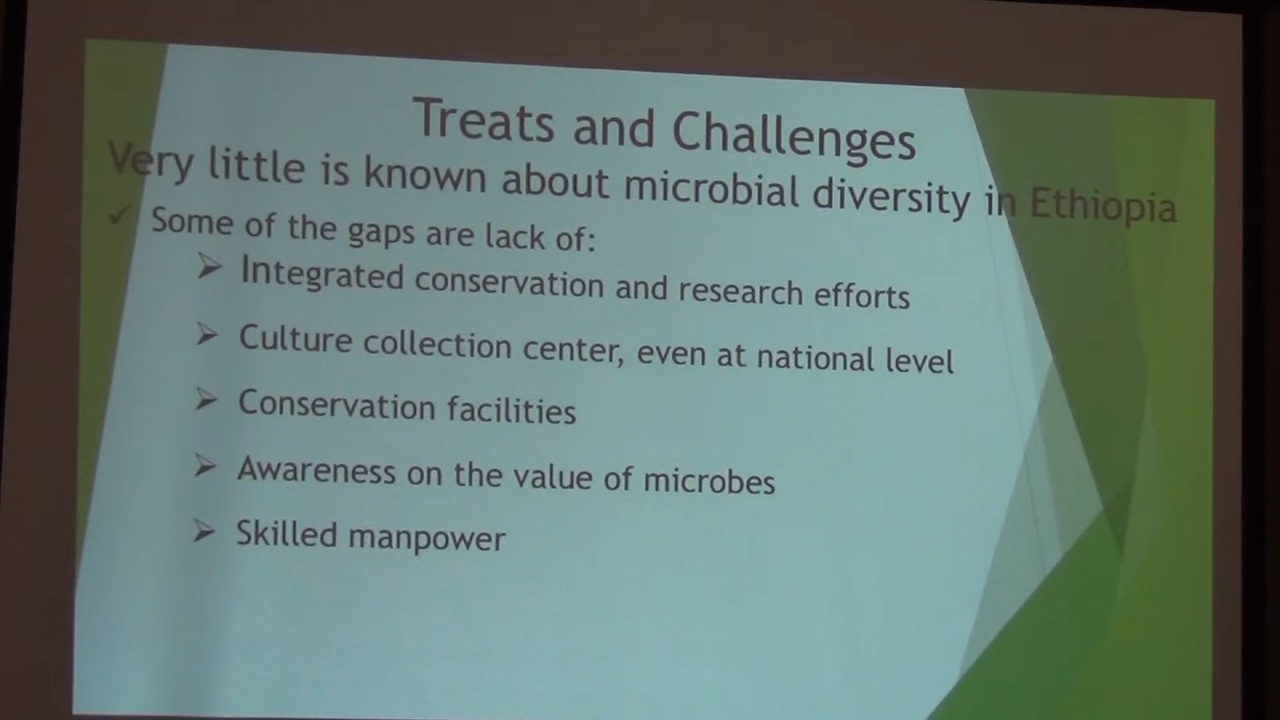 Treats and Challenges
Very little is known about microbial diversity in Ethiopia
✓ Some of the gaps are lack of:
➢ Integrated conservation and research efforts
➢ Culture collection center, even at national level
➢ Conservation facilities
➢ Awareness on the value of microbes
➢ Skilled manpower